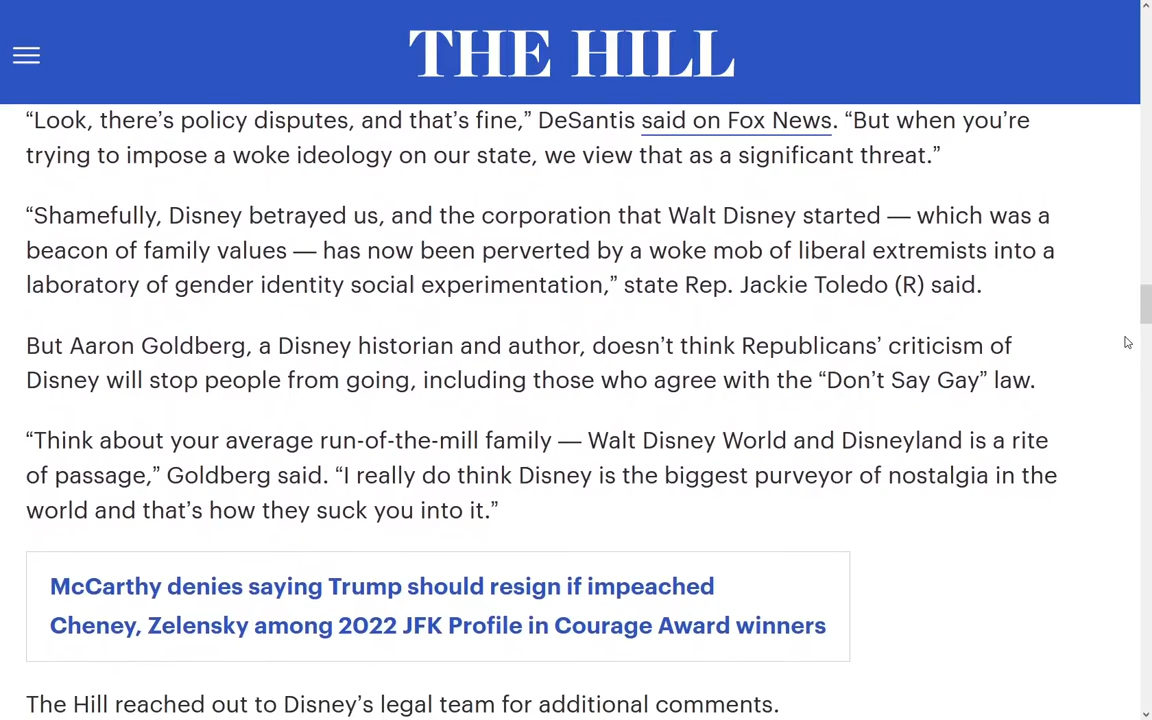 THE HILL
“Look, there’s policy disputes, and that’s fine,” DeSantis said on Fox News. “But when you’re
trying to impose a woke ideology on our state, we view that as a significant threat.”
“Shamefully, Disney betrayed us, and the corporation that Walt Disney started — which was a
beacon of family values — has now been perverted by a woke mob of liberal extremists into a
laboratory of gender identity social experimentation,” state Rep. Jackie Toledo (R) said.
But Aaron Goldberg, a Disney historian and author, doesn’t think Republicans’ criticism of
Disney will stop people from going, including those who agree with the “Don’t Say Gay” law.
“Think about your average run-of-the-mill family — Walt Disney World and Disneyland is a rite
of passage,” Goldberg said. “I really do think Disney is the biggest purveyor of nostalgia in the
world and that’s how they suck you into it.”
McCarthy denies saying Trump should resign if impeached
Cheney, Zelensky among 2022 JFK Profile in Courage Award winners
The Hill reached out to Disney’s legal team for additional comments.